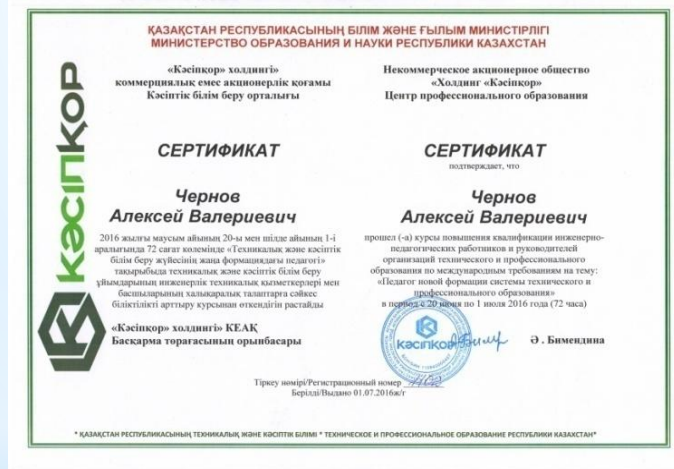 ҚАЗАҚСТАН РЕСПУБЛИКАСЫНЫҢ БІЛІМ ЖӘНЕ ҒЫЛЫМ МИНИСТІРЛІГІ
МИНИСТЕРСТВО ОБРАЗОВАНИЯ И НАУКИ РЕСПУБЛИКИ КАЗАХСТАН
КӘСІПҚОР
«Кәсіпқор» холдингі»
коммерциялық емес акционерлік қоғамы
Кәсіптік білім беру орталығы
СЕРТИФИКАТ
Чернов
Алексей Валериевич
2016 жылғы маусым айының 20-ы мен шілде айының 1-і
аралығында 72 сағат көлемінде «Техникалық және кәсіптік
білім беру жүйесінің жаңа формациядағы педагогі»
тақырыбыда техникалық және кәсіптік білім беру
ұйымдарының инженерлік техникалық қызметкерлері мен
басшыларының халықаралық талаптарға сәйкес
біліктілікті арттыру курсынан өткендігін растайды
«Кәсіпқор» холдингі» КЕАҚ
Басқарма төрағасының орынбасары
Некоммерческое акционерное общество
«Холдинг «Кәсіпқор»
Центр профессионального образования
СЕРТИФИКАТ
подтверждает, что
Чернов
Алексей Валериевич
прошел (-а) курсы повышения квалификации инженерно-
педагогических работников и руководителей
организаций технического и профессионального
образования по международным требованиям на тему:
«Педагог новой формации системы технического и
профессионального образования»
в период с 20 июня по 1 июля 2016 года (72 часа)
КӘСІПҚОР
Ә . Бимендина
Тіркеу нөмірі/Регистрационный номер
Берілді/Выдано 01.07.2016ж/г
* ҚАЗАҚСТАН РЕСПУБЛИКАСЫНЫҢ ТЕХНИКАЛЫҚ ЖӘНЕ КӘСІПТІК БІЛІМІ * ТЕХНИЧЕСКОЕ И ПРОФЕССИОНАЛЬНОЕ ОБРАЗОВАНИЕ РЕСПУБЛИКИ КАЗАХСТАН*